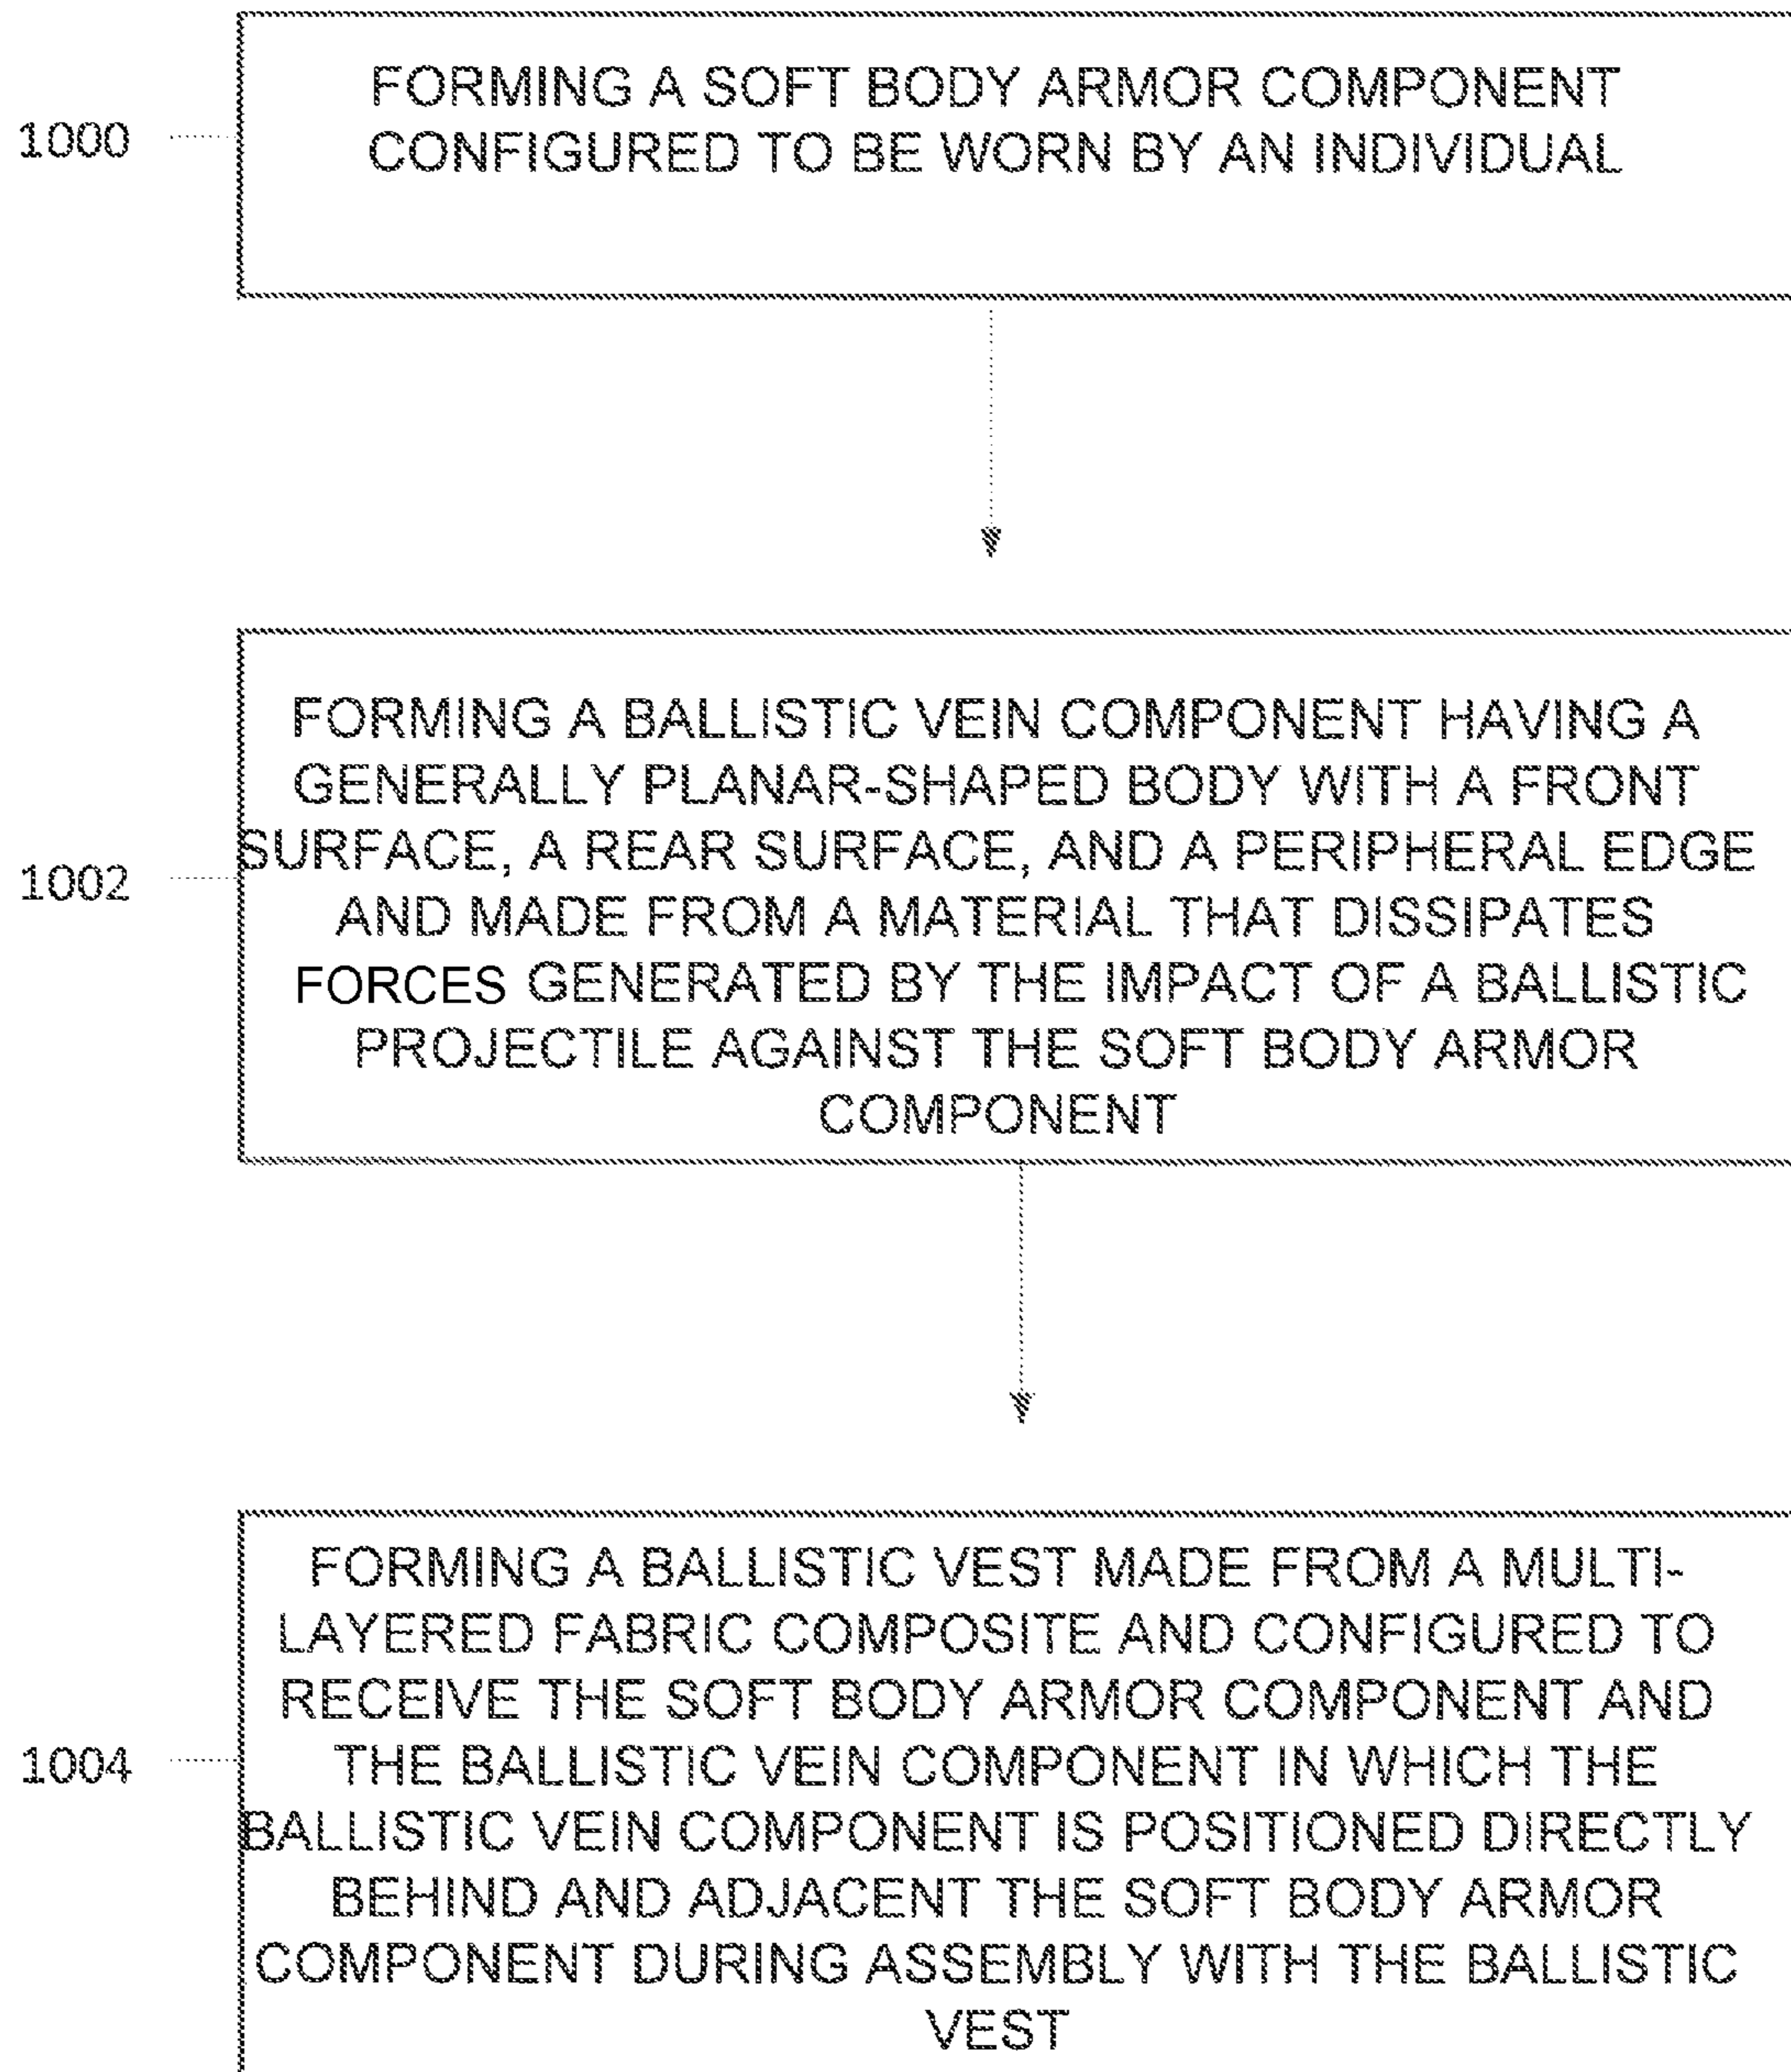 FORMING A SOFT BODY ARMOR COMPONENT
1000
CONFIGURED TO BE WORN BY AN INDIVIDUAL
FORMING A BALLISTIC VEIN COMPONENT HAVING A
GENERALLY PLANAR-SHAPED BODY WITH A FRONT
SURFACE, A REAR SURFACE, AND A PERIPHERAL EDGE
1002
AND MADE FROM A MATERIAL THAT DISSIPATES
FORCES GENERATED BY THE IMPACT OF A BALLISTIC
PROJECTILE AGAINST THE SOFT BODY ARMOR
COMPONENT
FORMING A BALLISTIC VEST MADE FROM A MULTI-
LAYERED FABRIC COMPOSITE AND CONFIGURED TO
RECEIVE THE SOFT BODY ARMOR COMPONENT AND
1004
THE BALLISTIC VEIN COMPONENT IN WHICH THE
BALLISTIC VEIN COMPONENT IS POSITIONED DIRECTLY
BEHIND AND ADJACENT THE SOFT BODY ARMOR
COMPONENT DURING ASSEMBLY WITH THE BALLISTIC
VEST